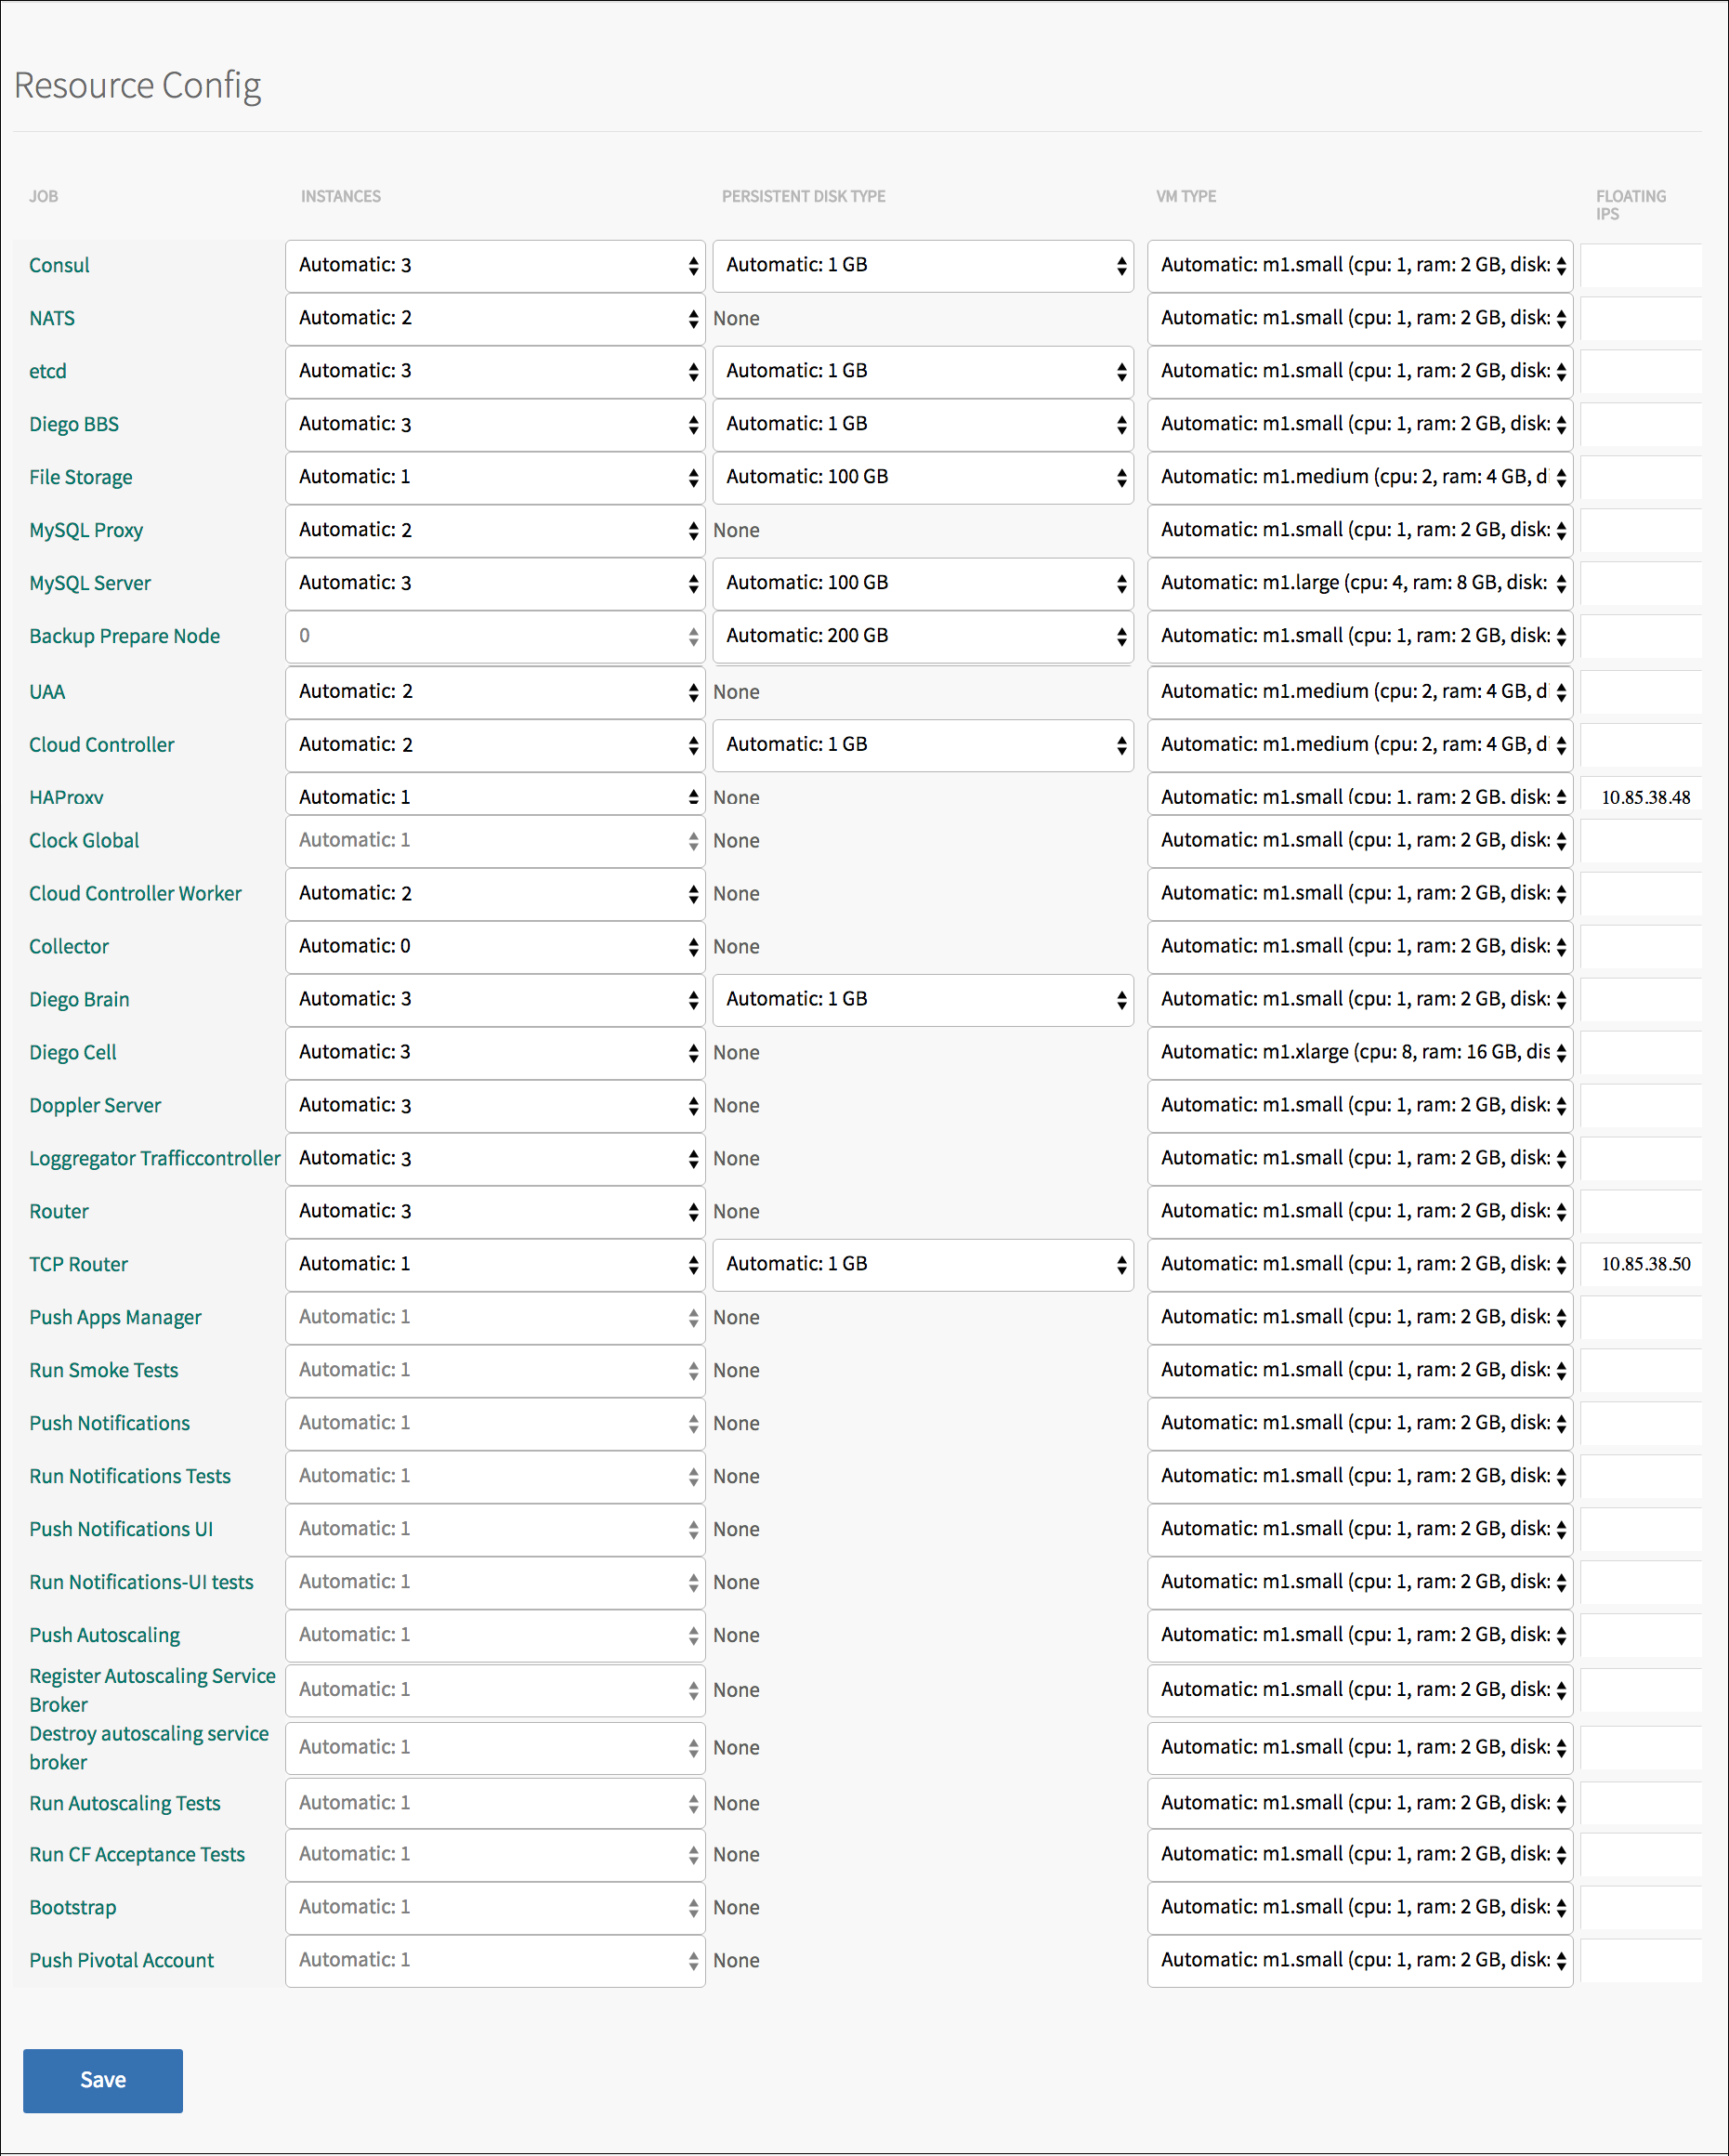 Resource Config
JOB INSTANCES PERSISTENT DISK TYPE VM TYPE FLOATING
IPS
Consul Automatic: 3 Automatic: 1 GB Automatic: m1.small (cpu: 1, ram: 2 GB, disk:
NATS Automatic: 2 None Automatic: m1.small (cpu: 1, ram: 2 GB, disk:
etcd Automatic: 3 Automatic: 1 GB Automatic: m1.small (cpu: 1, ram: 2 GB, disk:
Diego BBS Automatic: 3 Automatic: 1 GB Automatic: m1.small (cpu: 1, ram: 2 GB, disk:
File Storage Automatic: 1 Automatic: 100 GB Automatic: m1.medium (cpu: 2, ram: 4 GB, d
MySQL Proxy Automatic: 2 None Automatic: m1.small (cpu: 1, ram: 2 GB, disk:
MySQL Server Automatic: 3 Automatic: 100 GB Automatic: m1.large (cpu: 4, ram: 8 GB, disk:
Backup Prepare Node 0 Automatic: 200 GB Automatic: m1.small (cpu: 1, ram: 2 GB, disk:
UAA Automatic: 2 None Automatic: m1.medium (cpu: 2, ram: 4 GB, d
Cloud Controller Automatic: 2 Automatic: 1 GB Automatic: m1.medium (cpu: 2, ram: 4 GB, d
HAProxy Automatic: 1 None Automatic: m1.small (cpu: 1, ram: 2 GB, disk: 10.85.38.48
Clock Global Automatic: 1 None Automatic: m1.small (cpu: 1, ram: 2 GB, disk:
Cloud Controller Worker Automatic: 2 None Automatic: m1.small (cpu: 1, ram: 2 GB, disk:
Collector Automatic: 0 None Automatic: m1.small (cpu: 1, ram: 2 GB, disk:
Diego Brain Automatic: 3 Automatic: 1 GB Automatic: m1.small (cpu: 1, ram: 2 GB, disk:
Diego Cell Automatic: 3 None Automatic: m1.xlarge (cpu: 8, ram: 16 GB, dis
Doppler Server Automatic: 3 None Automatic: m1.small (cpu: 1, ram: 2 GB, disk:
Loggregator Trafficcontroller Automatic: 3 None Automatic: m1.small (cpu: 1, ram: 2 GB, disk:
Router Automatic: 3 None Automatic: m1.small (cpu: 1, ram: 2 GB, disk:
TCP Router Automatic: 1 Automatic: 1 GB Automatic: m1.small (cpu: 1, ram: 2 GB, disk: 10.85.38.50
Push Apps Manager Automatic: 1 None Automatic: m1.small (cpu: 1, ram: 2 GB, disk:
Run Smoke Tests Automatic: 1 None Automatic: m1.small (cpu: 1, ram: 2 GB, disk:
Push Notifications Automatic: 1 None Automatic: m1.small (cpu: 1, ram: 2 GB, disk:
Run Notifications Tests Automatic: 1 None Automatic: m1.small (cpu: 1, ram: 2 GB, disk:
Push Notifications UI Automatic: 1 None Automatic: m1.small (cpu: 1, ram: 2 GB, disk:
Run Notifications-UI tests Automatic: 1 None Automatic: m1.small (cpu: 1, ram: 2 GB, disk:
Push Autoscaling Automatic: 1 None Automatic: m1.small (cpu: 1, ram: 2 GB, disk:
Register Autoscaling Service
Broker Automatic: 1 None Automatic: m1.small (cpu: 1, ram: 2 GB, disk:
Destroy autoscaling service
broker Automatic: 1 None Automatic: m1.small (cpu: 1, ram: 2 GB, disk:
Run Autoscaling Tests Automatic: 1 None Automatic: m1.small (cpu: 1, ram: 2 GB, disk:
Run CF Acceptance Tests Automatic: 1 None Automatic: m1.small (cpu: 1, ram: 2 GB, disk:
Bootstrap Automatic: 1 None Automatic: m1.small (cpu: 1, ram: 2 GB, disk:
Push Pivotal Account Automatic: 1 None Automatic: m1.small (cpu: 1, ram: 2 GB, disk:
Save